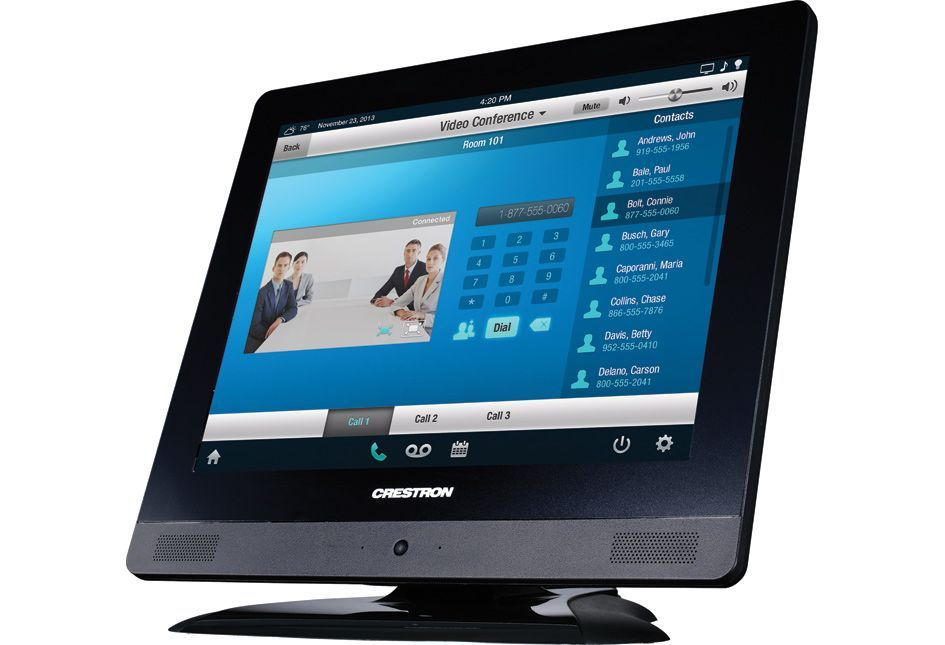 4:20 PM
76° November 23, 2013
Back
Video Conference
Mute
Room 101
Contacts
Andrews, John
919-555-1956
Bale, Paul
201-555-5558
Bolt, Connie
877-555-0060
Busch, Gary
800-555-3465
Caporanni, Maria
800-555-2041
Collins, Chase
866-555-7876
Davis, Betty
952-555-0410
Delano, Carson
800-555-2041
Connected
1-877-555-0060
1 2 3
4 5 6
7 8 9
* 0 #
Dial
Call 1 Call 2 Call 3
CRESTRON